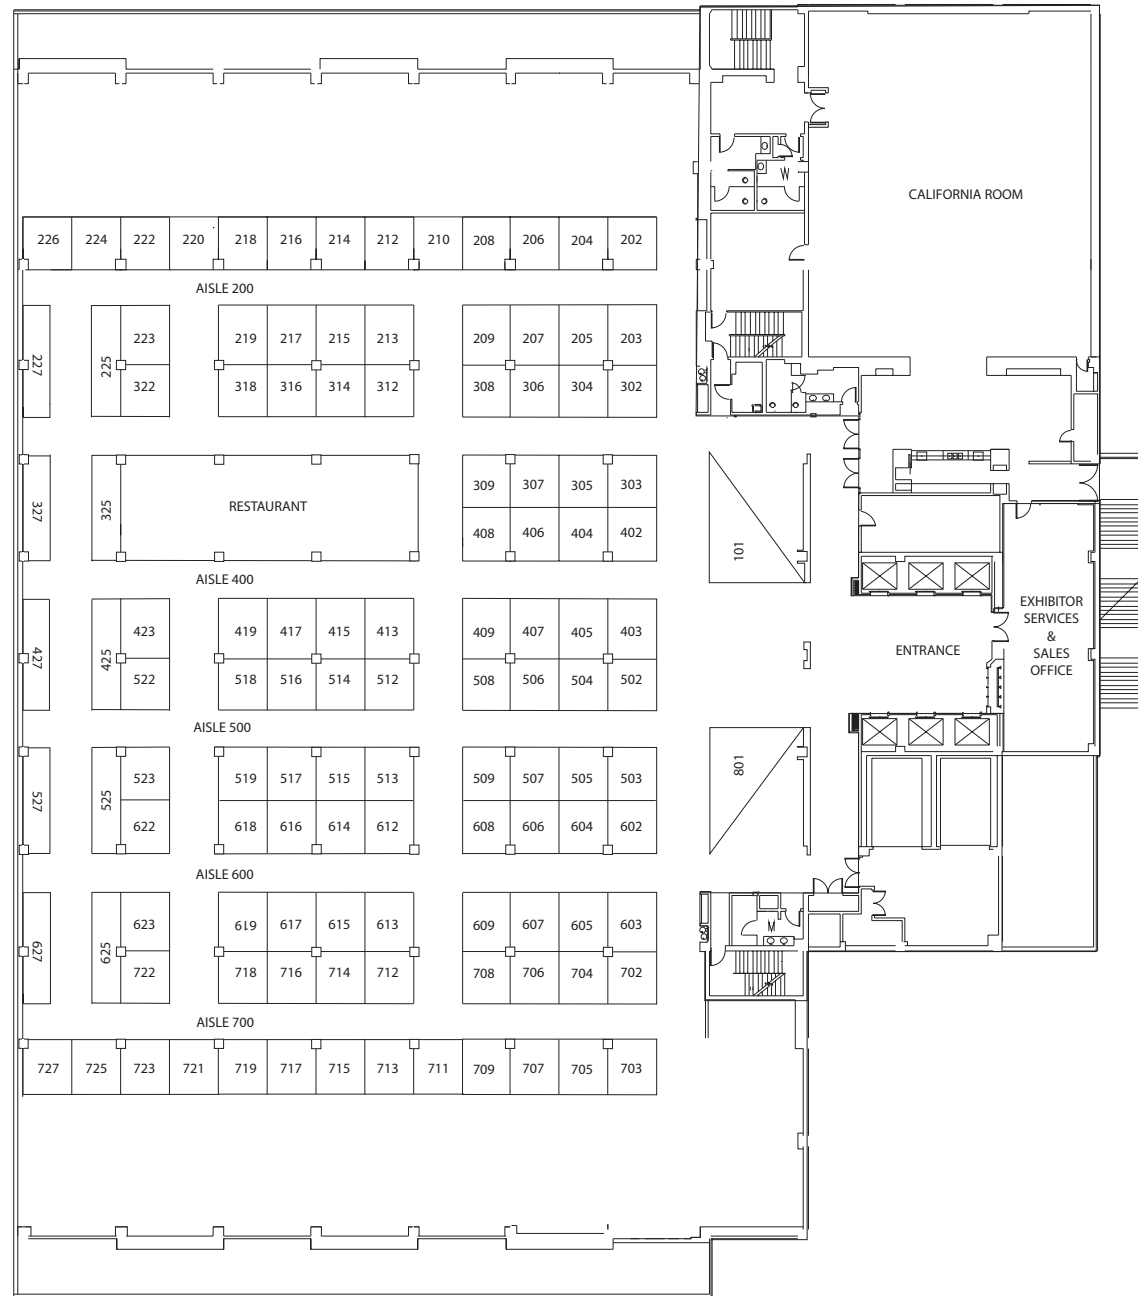 CALIFORNIA ROOM
W
226 224 222 220 218 216 214 212 210 208 206 204 202
AISLE 200
227 225 223 219 217 215 213 209 207 205 203
322 318 316 314 312 308 306 304 302
327 325 RESTAURANT 309 307 305 303
408 406 404 402
101
AISLE 400
427 425 423 419 417 415 413 409 407 405 403
522 518 516 514 512 508 506 504 502
ENTRANCE
EXHIBITOR
SERVICES
&
SALES
OFFICE
AISLE 500
527 525 523 519 517 515 513 509 507 505 503
622 618 616 614 612 608 606 604 602
801
AISLE 600
627 625 623 619 617 615 613 609 607 605 603
722 718 716 714 712 708 706 704 702
M
AISLE 700
727 725 723 721 719 717 715 713 711 709 707 705 703